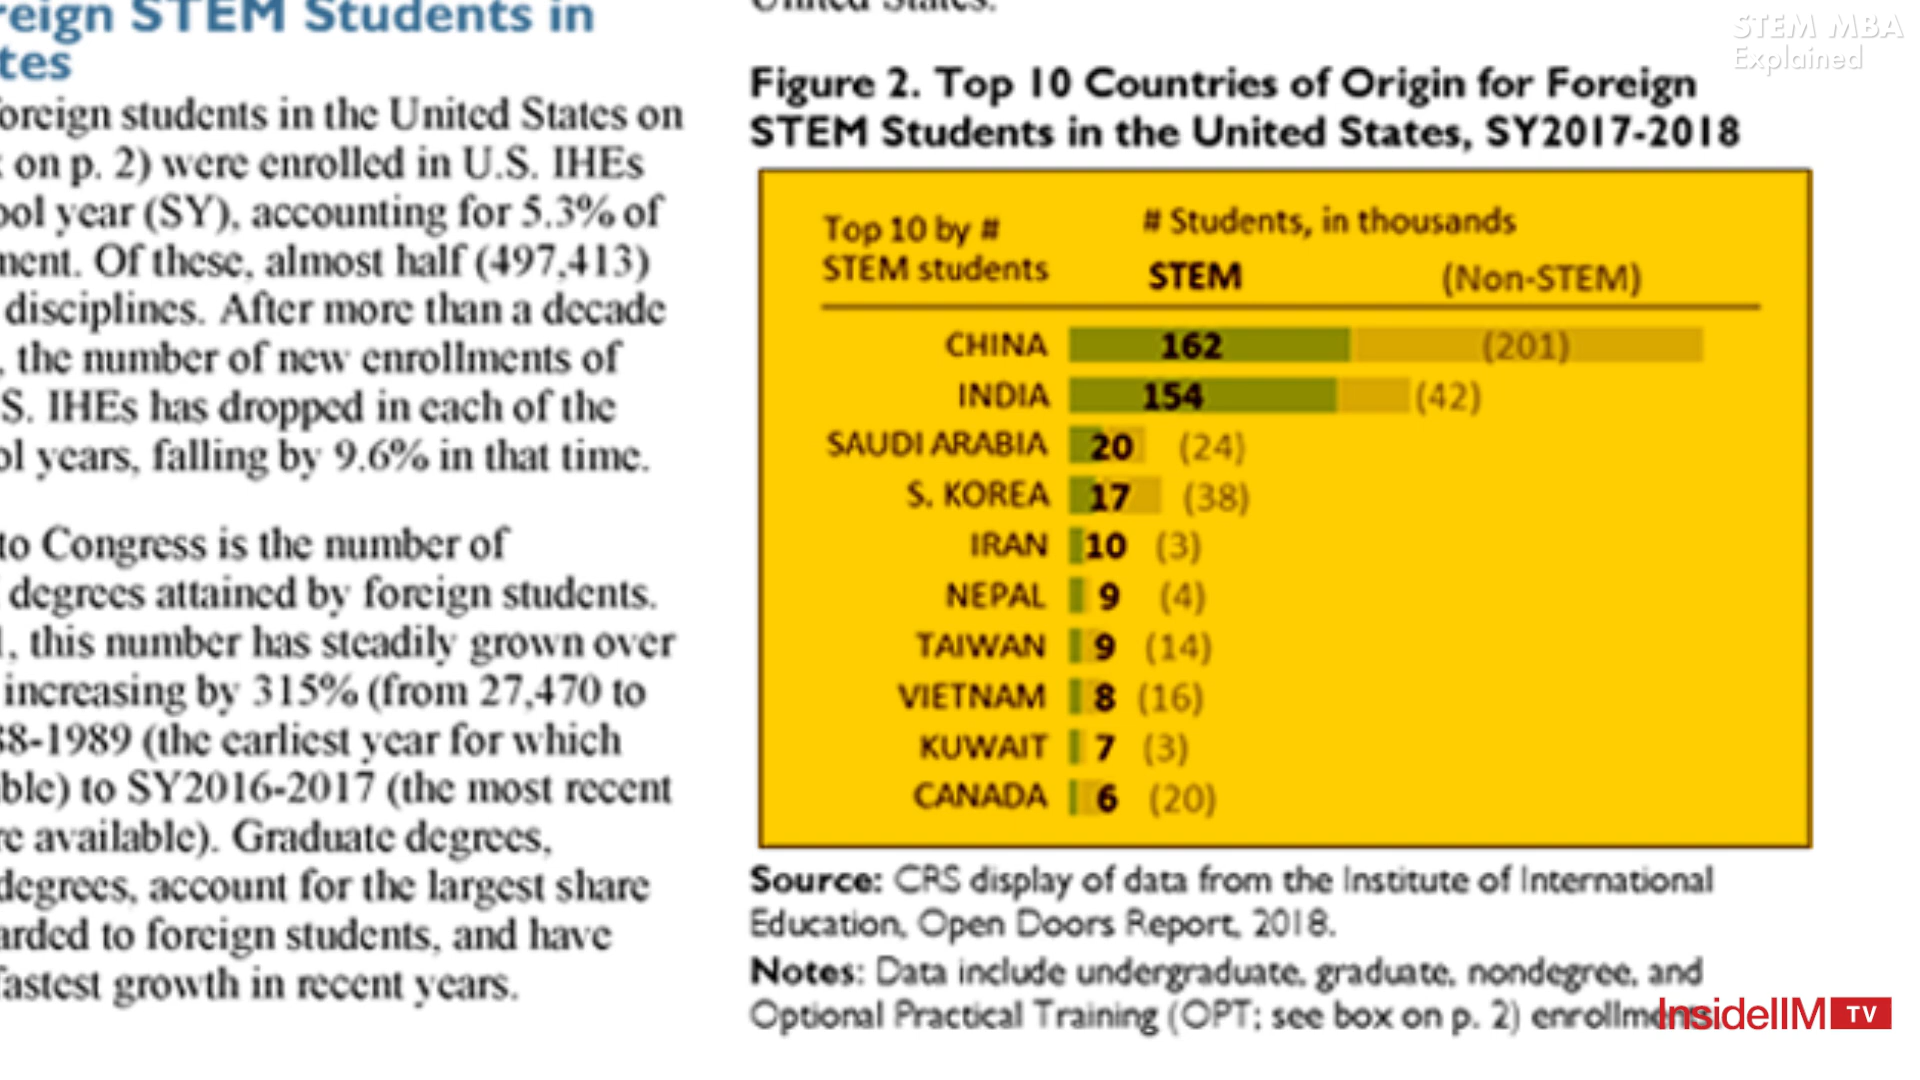 reign STEM Students in
tes
foreign students in the United States on
on p. 2) were enrolled in U.S. IHEs
ool year (SY), accounting for 5.3% of
ment. Of these, almost half (497,413)
disciplines. After more than a decade
, the number of new enrollments of
S. IHEs has dropped in each of the
ol years, falling by 9.6% in that time.
to Congress is the number of
degrees attained by foreign students.
, this number has steadily grown over
increasing by 315% (from 27,470 to
88-1989 (the earliest year for which
ble) to SY2016-2017 (the most recent
re available). Graduate degrees,
degrees, account for the largest share
arded to foreign students, and have
fastest growth in recent years.
United States.
Figure 2. Top 10 Countries of Origin for Foreign
STEM Students in the United States, SY2017-2018
Top 10 by #
STEM students
# Students, in thousands
STEM (Non-STEM)
CHINA 162 (201)
INDIA 154 (42)
SAUDI ARABIA 20 (24)
S. KOREA 17 (38)
IRAN 10 (3)
NEPAL 9 (4)
TAIWAN 9 (14)
VIETNAM 8 (16)
KUWAIT 7 (3)
CANADA 6 (20)
Source: CRS display of data from the Institute of International
Education, Open Doors Report, 2018.
Notes: Data include undergraduate, graduate, nondegree, and
Optional Practical Training (OPT; see box on p. 2) enrollments.
STEM MBA
Explained
InsideIIM TV